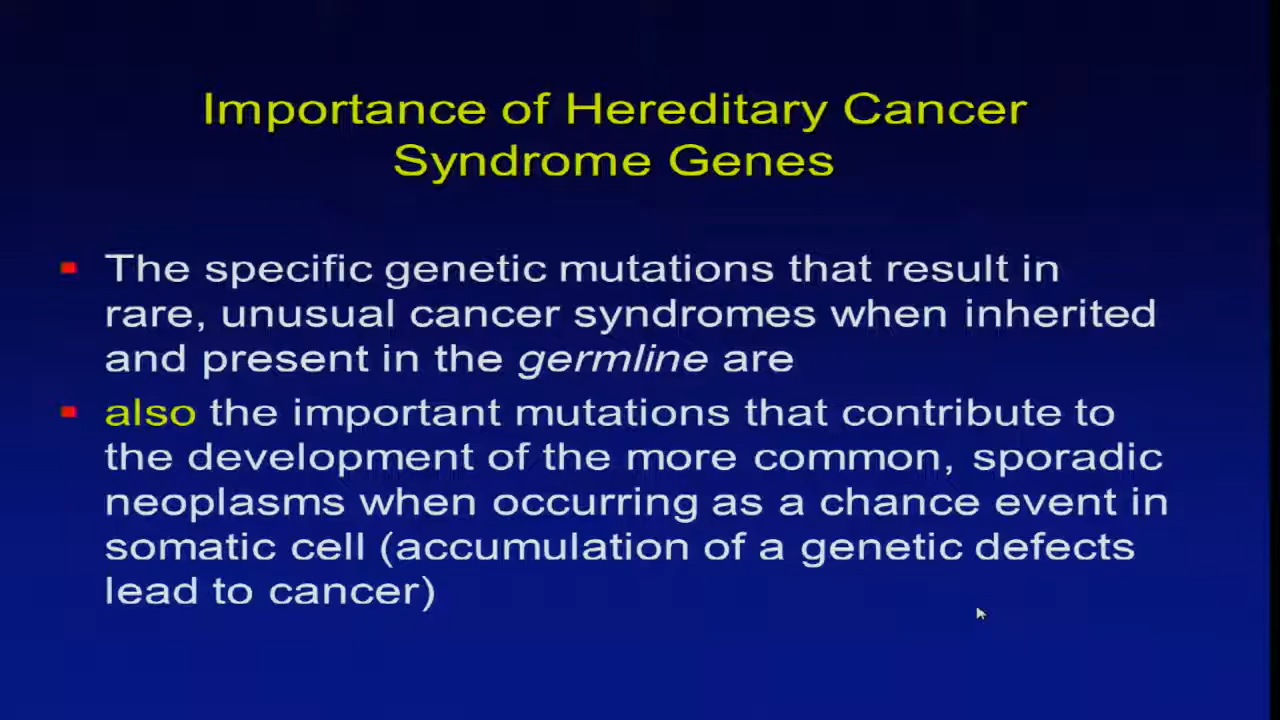 Importance of Hereditary Cancer
Syndrome Genes
The specific genetic mutations that result in
rare, unusual cancer syndromes when inherited
and present in the germline are
also the important mutations that contribute to
the development of the more common, sporadic
neoplasms when occurring as a chance event in
somatic cell (accumulation of a genetic defects
lead to cancer)